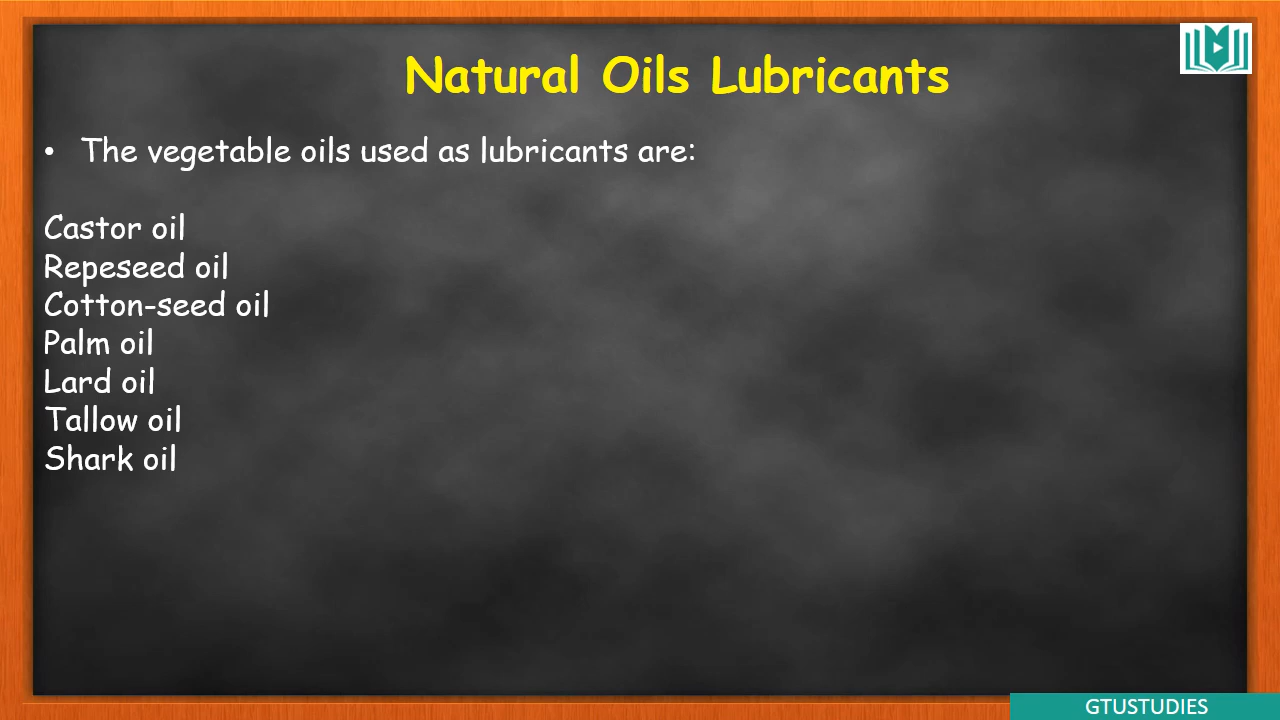 Natural Oils Lubricants
• The vegetable oils used as lubricants are:
Castor oil
Repeseed oil
Cotton-seed oil
Palm oil
Lard oil
Tallow oil
Shark oil
GTUSTUDIES